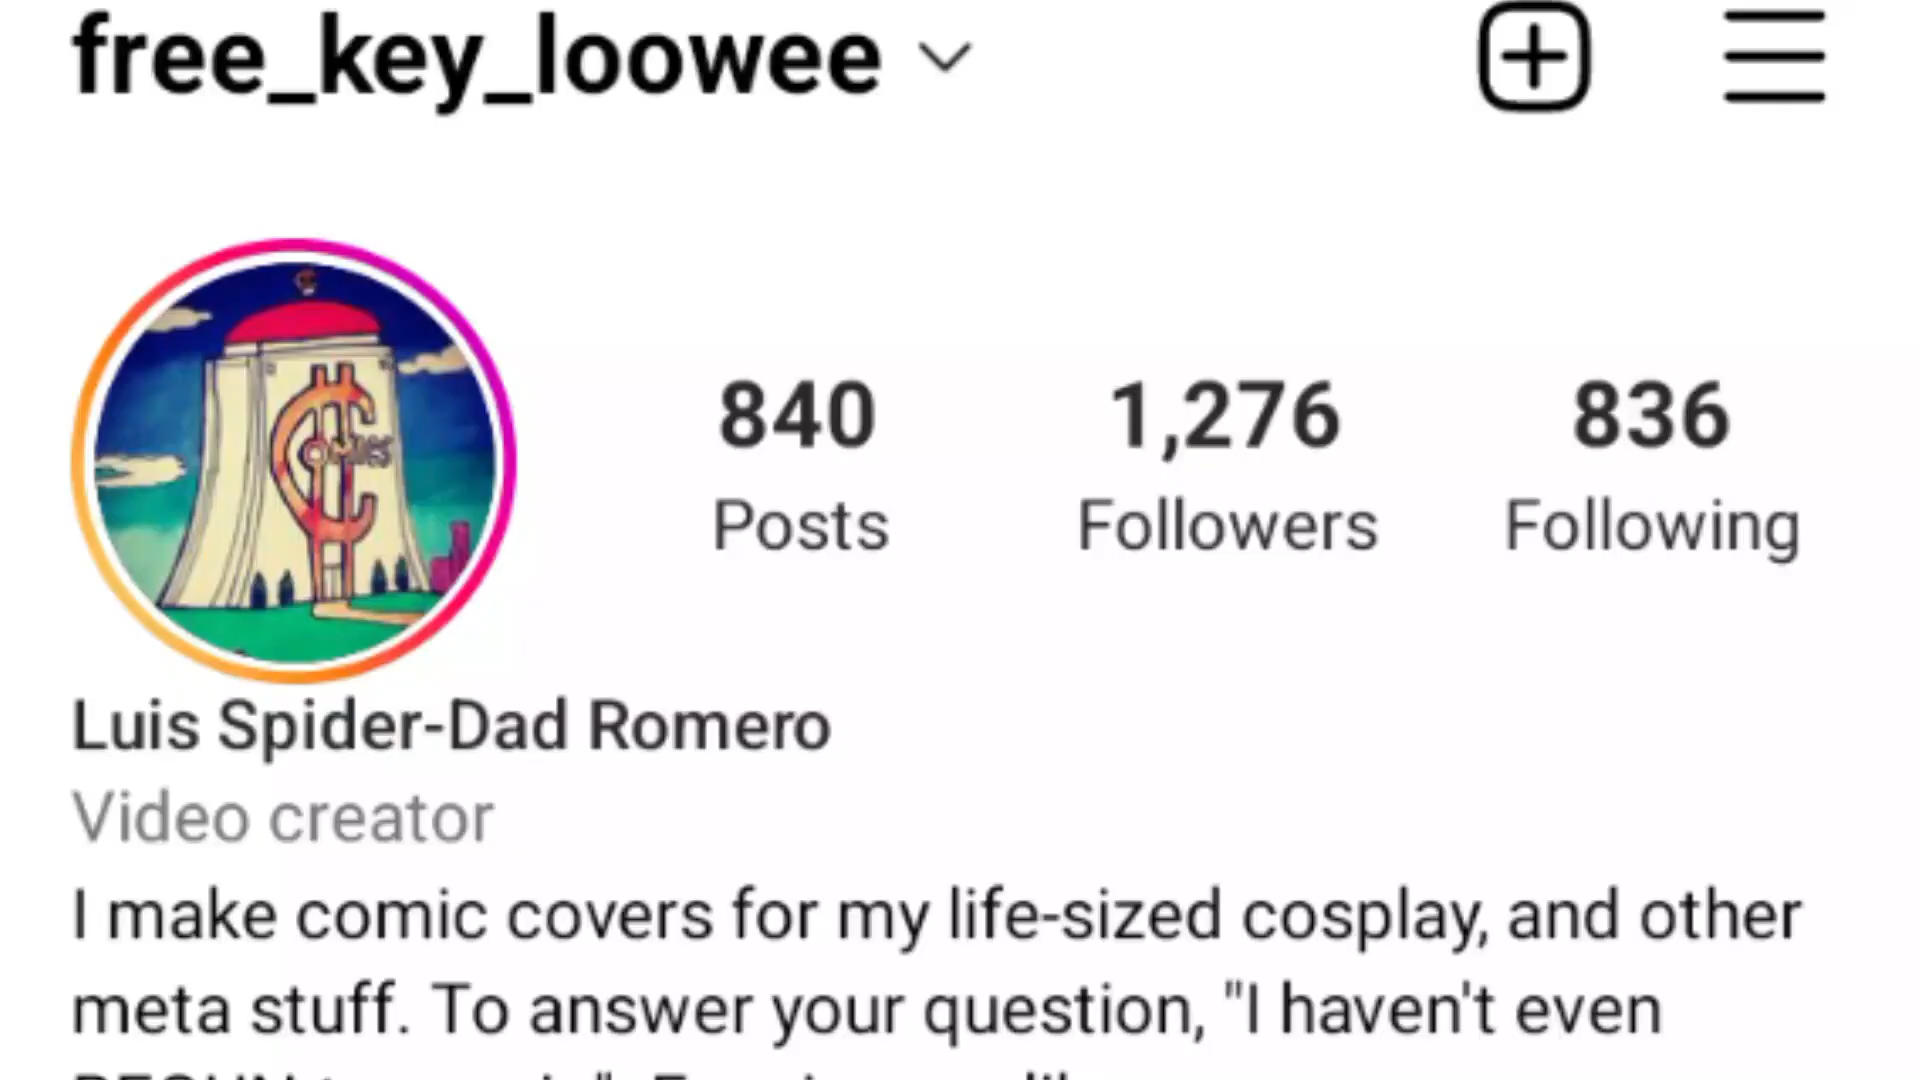 free_key_loowee
840
1,276
836
Posts
Followers
Following
Luis Spider-Dad Romero
Video creator
I make comic covers for my life-sized cosplay, and other
meta stuff. To answer your question, "I haven't even